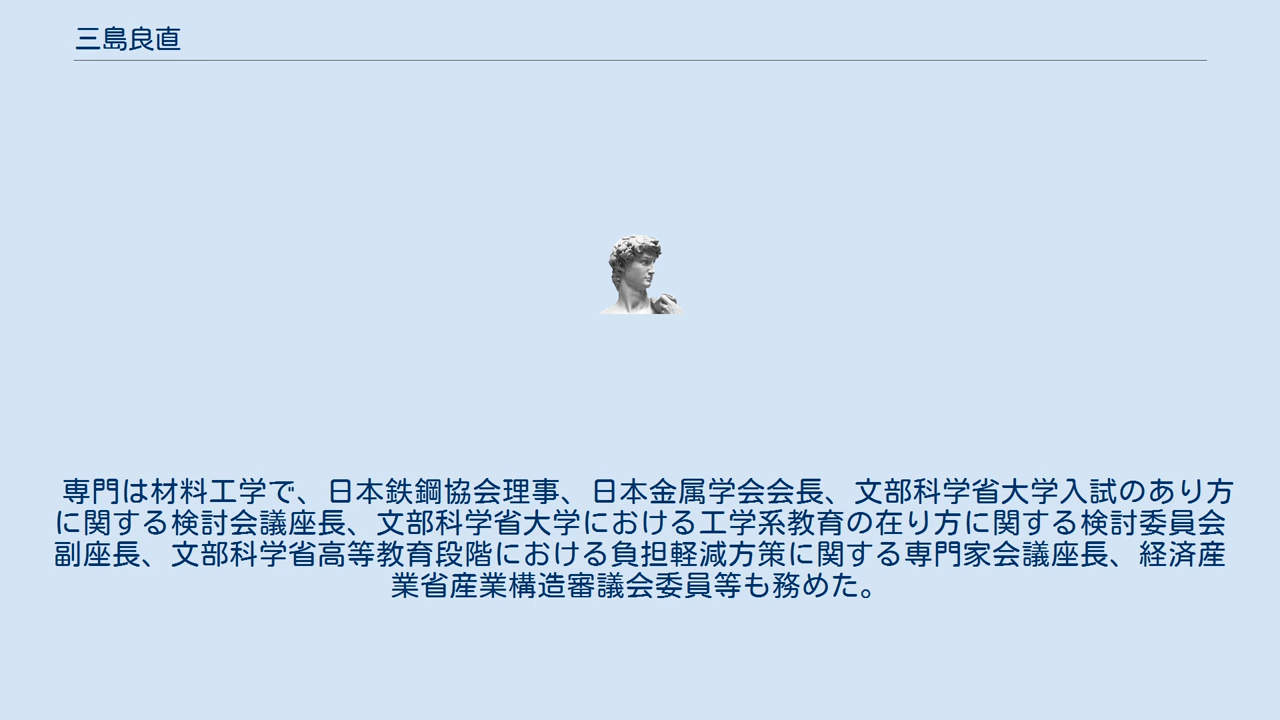 三島良直
専門は材料工学で、日本鉄鋼協会理事、日本金属学会会長、文部科学省大学入試のあり方
に関する検討会議座長、文部科学省大学における工学系教育の在り方に関する検討委員会
副座長、文部科学省高等教育段階における負担軽減方策に関する専門家会議座長、経済産
業省産業構造審議会委員等も務めた。